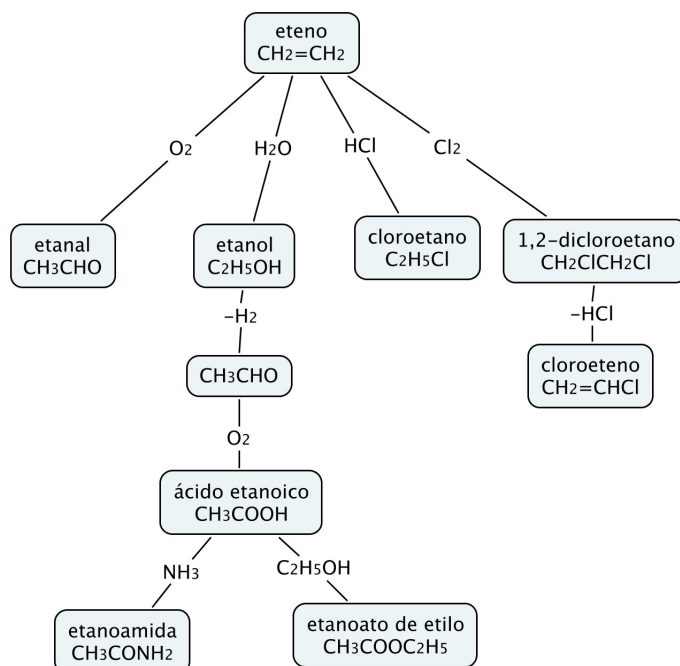 eteno
CH2=CH2
O2
H2O
HCl
Cl2
etanal
CH3CHO
etanol
C2H5OH
cloroetano
C2H5Cl
1,2-dicloroetano
CH2ClCH2Cl
-H2
-HCl
CH3CHO
cloroeteno
CH2=CHCl
O2
ácido etanoico
CH3COOH
NH3
C2H5OH
etanoamida
CH3CONH2
etanoato de etilo
CH3COOC2H5